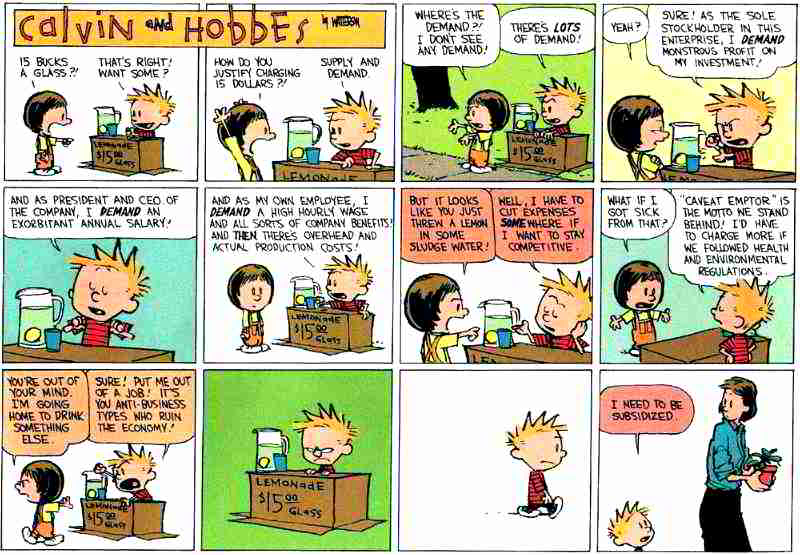 calvin and HOBBEs by WATTERSON
15 BUCKS
A GLASS?!
THAT'S RIGHT!
WANT SOME?
LEMONADE
$15.00
GLASS
HOW DO YOU
JUSTIFY CHARGING
15 DOLLARS?!
SUPPLY AND
DEMAND.
LEMONADE
WHERE'S THE
DEMAND?!
I DON'T SEE
ANY DEMAND!
THERE'S LOTS
OF DEMAND!
LEMONADE
$15.00
GLASS
YEAH?
SURE! AS THE SOLE
STOCKHOLDER IN THIS
ENTERPRISE, I DEMAND
MONSTROUS PROFIT ON
MY INVESTMENT!
AND AS PRESIDENT AND CEO OF
THE COMPANY, I DEMAND AN
EXORBITANT ANNUAL SALARY!
AND AS MY OWN EMPLOYEE, I
DEMAND A HIGH HOURLY WAGE
AND ALL SORTS OF COMPANY BENEFITS!
AND THEN THERE'S OVERHEAD AND
ACTUAL PRODUCTION COSTS!
LEMONADE
$15.00
GLASS
BUT IT LOOKS
LIKE YOU JUST
THREW A LEMON
IN SOME
SLUDGE WATER!
WELL, I HAVE TO
CUT EXPENSES
SOMEWHERE IF
I WANT TO STAY
COMPETITIVE.
WHAT IF I
GOT SICK
FROM THAT?
"CAVEAT EMPTOR" IS
THE MOTTO WE STAND
BEHIND! I'D HAVE
TO CHARGE MORE IF
WE FOLLOWED HEALTH
AND ENVIRONMENTAL
REGULATIONS.
YOU'RE OUT OF
YOUR MIND.
I'M GOING
HOME TO DRINK
SOMETHING
ELSE.
SURE! PUT ME OUT
OF A JOB! IT'S
YOU ANTI-BUSINESS
TYPES WHO RUIN
THE ECONOMY!
LEMONADE
$15.00
GLASS
LEMONADE
$15.00
GLASS
I NEED TO BE
SUBSIDIZED.